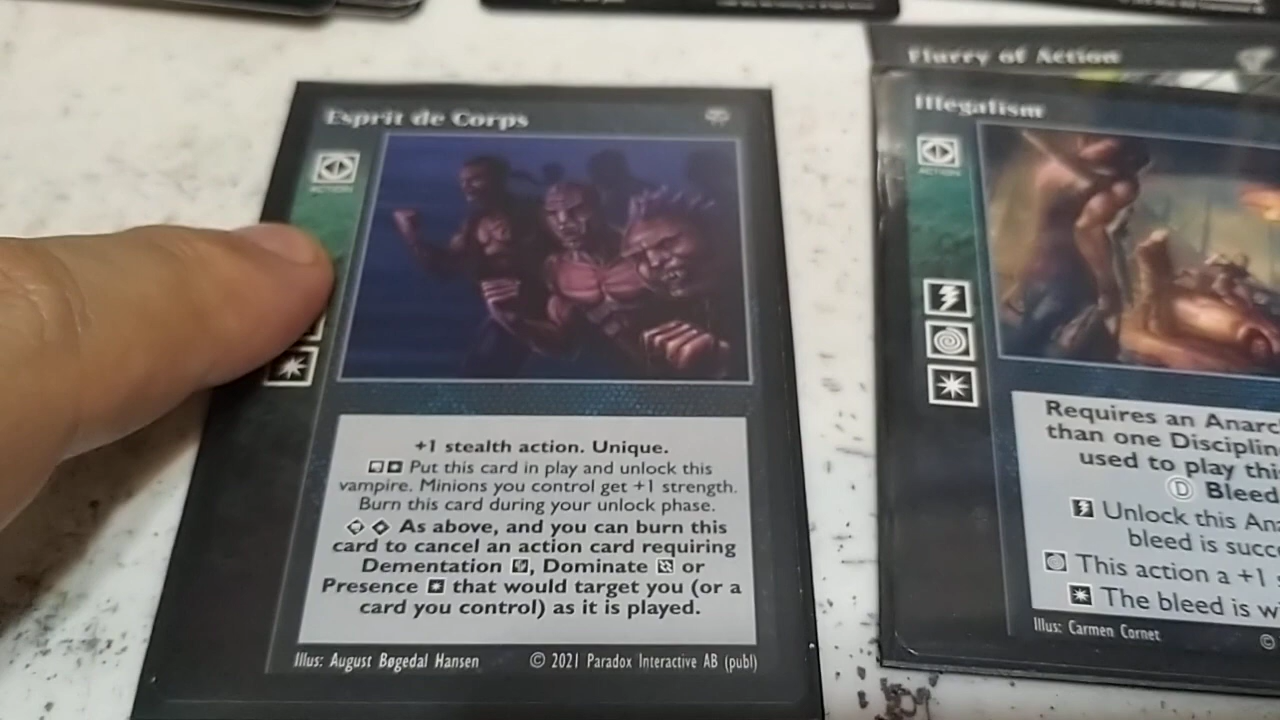 Esprit de Corps
ACTION
+1 stealth action. Unique.
Put this card in play and unlock this
vampire. Minions you control get +1 strength.
Burn this card during your unlock phase.
As above, and you can burn this
card to cancel an action card requiring
Dementation , Dominate or
Presence that would target you (or a
card you control) as it is played.
Illus: August Bøgedal Hansen © 2021 Paradox Interactive AB (publ)
Flurry of Action
Illegalism
ACTION
Requires an
than one
used to play
D Bleed
Unlock this
bleed is
This action a +1
The bleed is
Illus: Carmen Cornet ©